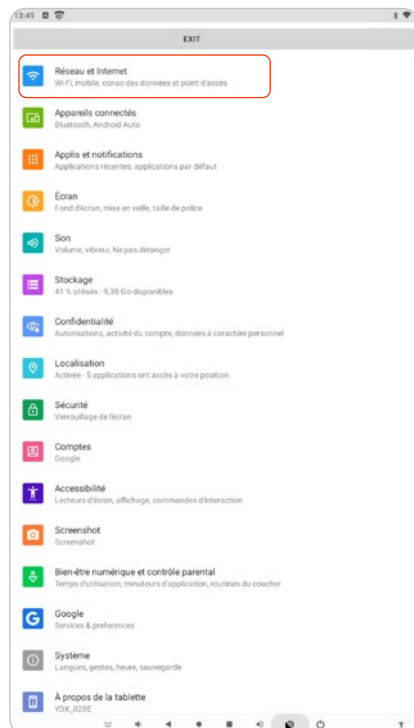 13:49
EXIT
Réseau et Internet
Wi-Fi, mobile, conso des données et point d'accès
Appareils connectés
Bluetooth, Android Auto
Applis et notifications
Applications récentes, applications par défaut
Écran
Fond d'écran, mise en veille, taille de police
Son
Volume, vibreur, Ne pas déranger
Stockage
41 % utilisés - 9,38 Go disponibles
Confidentialité
Autorisations, activité du compte, données à caractère personnel
Localisation
Activée - 5 applications ont accès à votre position
Sécurité
Verrouillage de l'écran
Comptes
Google
Accessibilité
Lecteurs d'écran, affichage, commandes d'interaction
Screenshot
Screenshot
Bien-être numérique et contrôle parental
Temps d'utilisation, minuteurs d'application, routines du coucher
Google
Services & preferences
Système
Langues, gestes, heure, sauvegarde
À propos de la tablette
YDX_028E